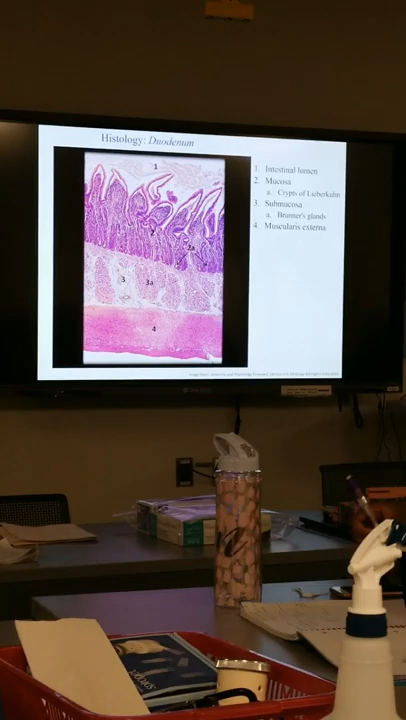 Histology: Duodenum
1
2
2a
3
3a
4
1. Intestinal lumen
2. Mucosa
a. Crypts of Lieberkuhn
3. Submucosa
a. Brunner's glands
4. Muscularis externa